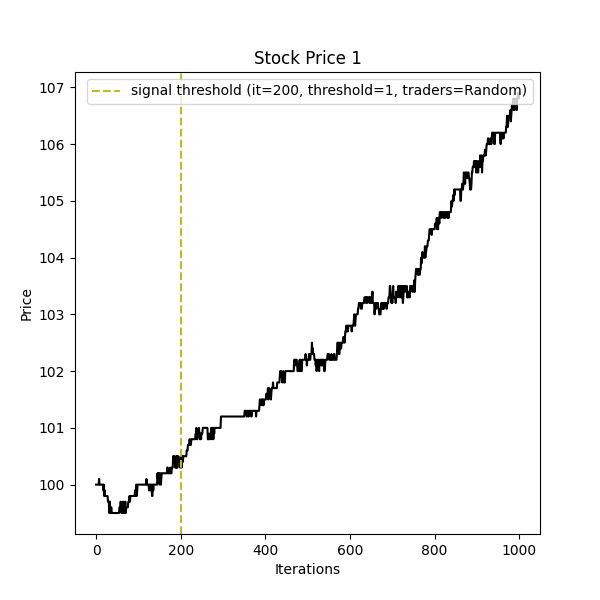 Stock Price 1
signal threshold (it=200, threshold=1, traders=Random)
107
106
105
104
103
102
101
100
Price
0 200 400 600 800 1000
Iterations